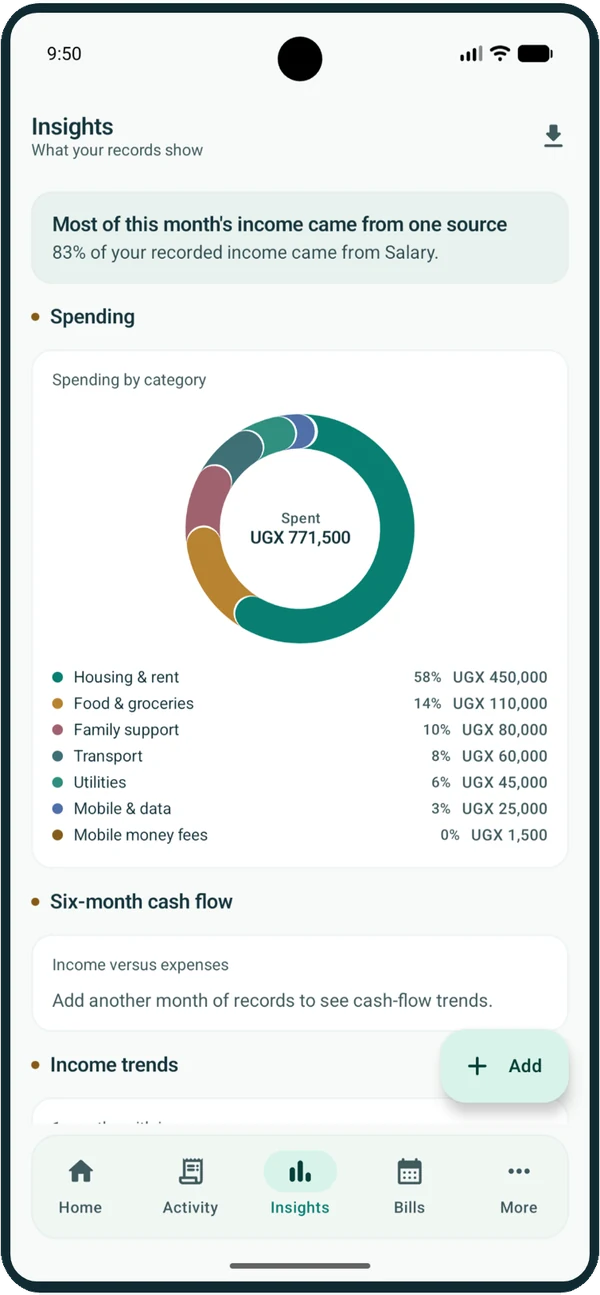 9:50
Insights
What your records show
Most of this month's income came from one source
83% of your recorded income came from Salary.
Spending
Spending by category
Spent
UGX 771,500
Housing & rent 58% UGX 450,000
Food & groceries 14% UGX 110,000
Family support 10% UGX 80,000
Transport 8% UGX 60,000
Utilities 6% UGX 45,000
Mobile & data 3% UGX 25,000
Mobile money fees 0% UGX 1,500
Six-month cash flow
Income versus expenses
Add another month of records to see cash-flow trends.
Income trends
Add
Home Activity Insights Bills More